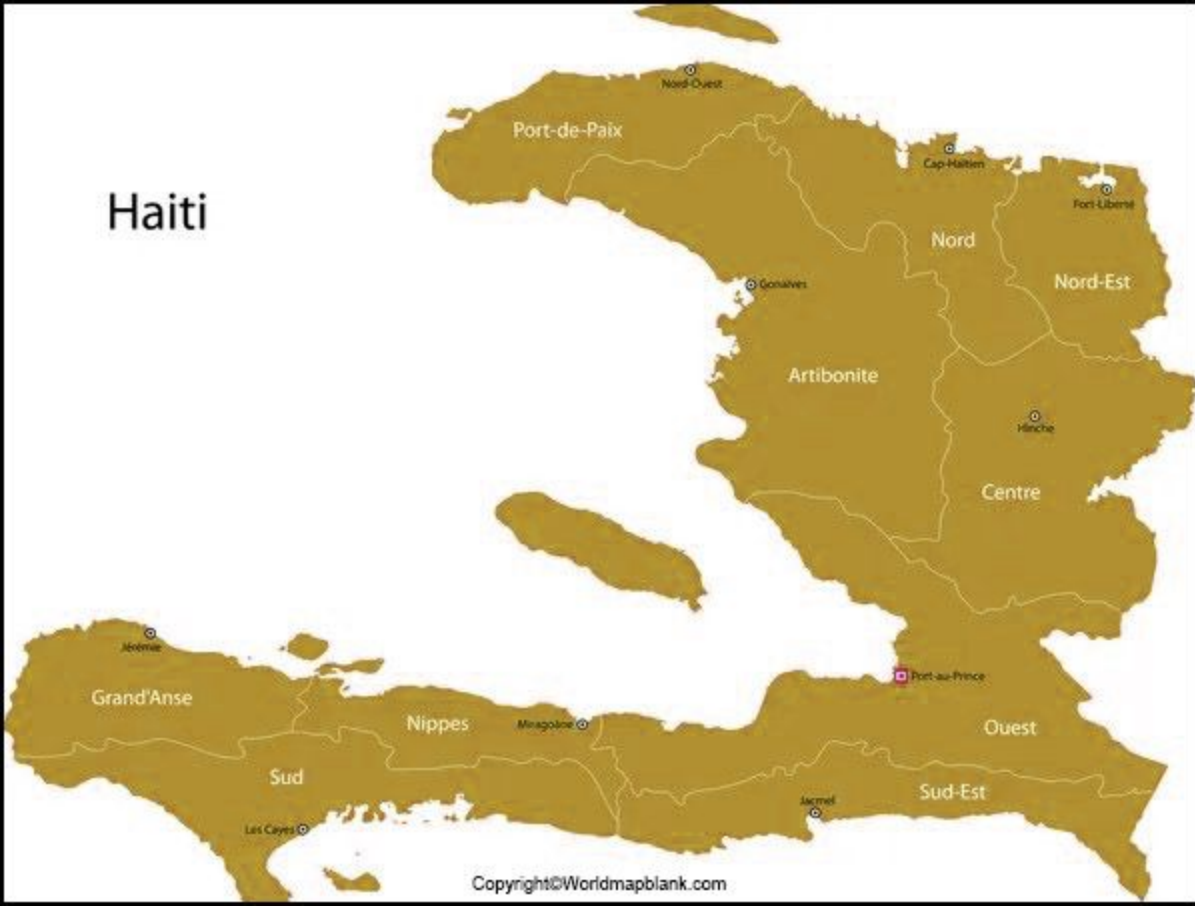 Nord-Ouest
Port-de-Paix
Cap-Haïtien
Fort-Liberté
Haiti
Nord
Nord-Est
Gonaïves
Artibonite
Hinche
Centre
Jérémie
Port-au-Prince
Grand'Anse
Nippes
Miragoâne
Ouest
Sud
Sud-Est
Jacmel
Les Cayes
Copyright©Worldmapblank.com